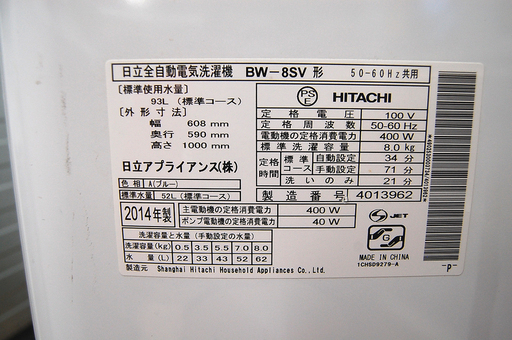 日立全自動電気洗濯機 BW-8SV 形 50-60Hz共用
[標準使用水量]
93L (標準コース)
[外形寸法]
幅 608 mm
奥行 590 mm
高さ 1000 mm
日立アプライアンス(株)
色相 A(ブルー)
標準水量 52L (標準コース)
PSE HITACHI
定格電圧 100 V
定格周波数 50-60 Hz
電動機の定格消費電力 400 W
標準洗濯容量 8.0 kg
定格時間 標準 自動設定 34 分
手動設定 71 分
洗いのみ 21 分
製造番号 4013962
2014年製 主電動機の定格消費電力 400 W
ポンプ電動機の定格消費電力 40 W
洗濯容量と水量 (手動設定の水量)
洗濯容量(kg) 0.5 3.5 5.5 7.0 8.0
水量 (L) 22 33 43 52 62
製造元 Shanghai Hitachi Household Appliances Co.,Ltd.
S JET
MADE IN CHINA
1CHSD9279-A
-P-